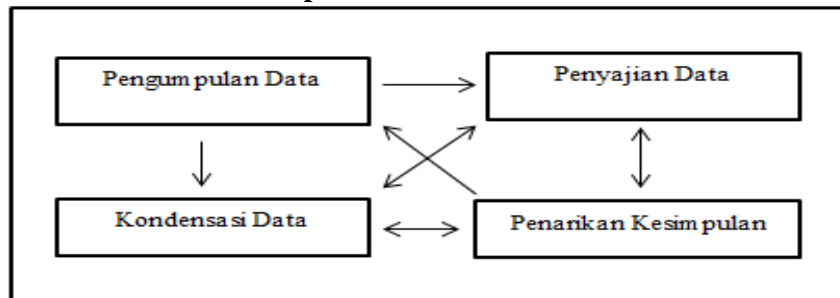 Pengumpulan Data
Penyajian Data
Kondensasi Data
Penarikan Kesimpulan